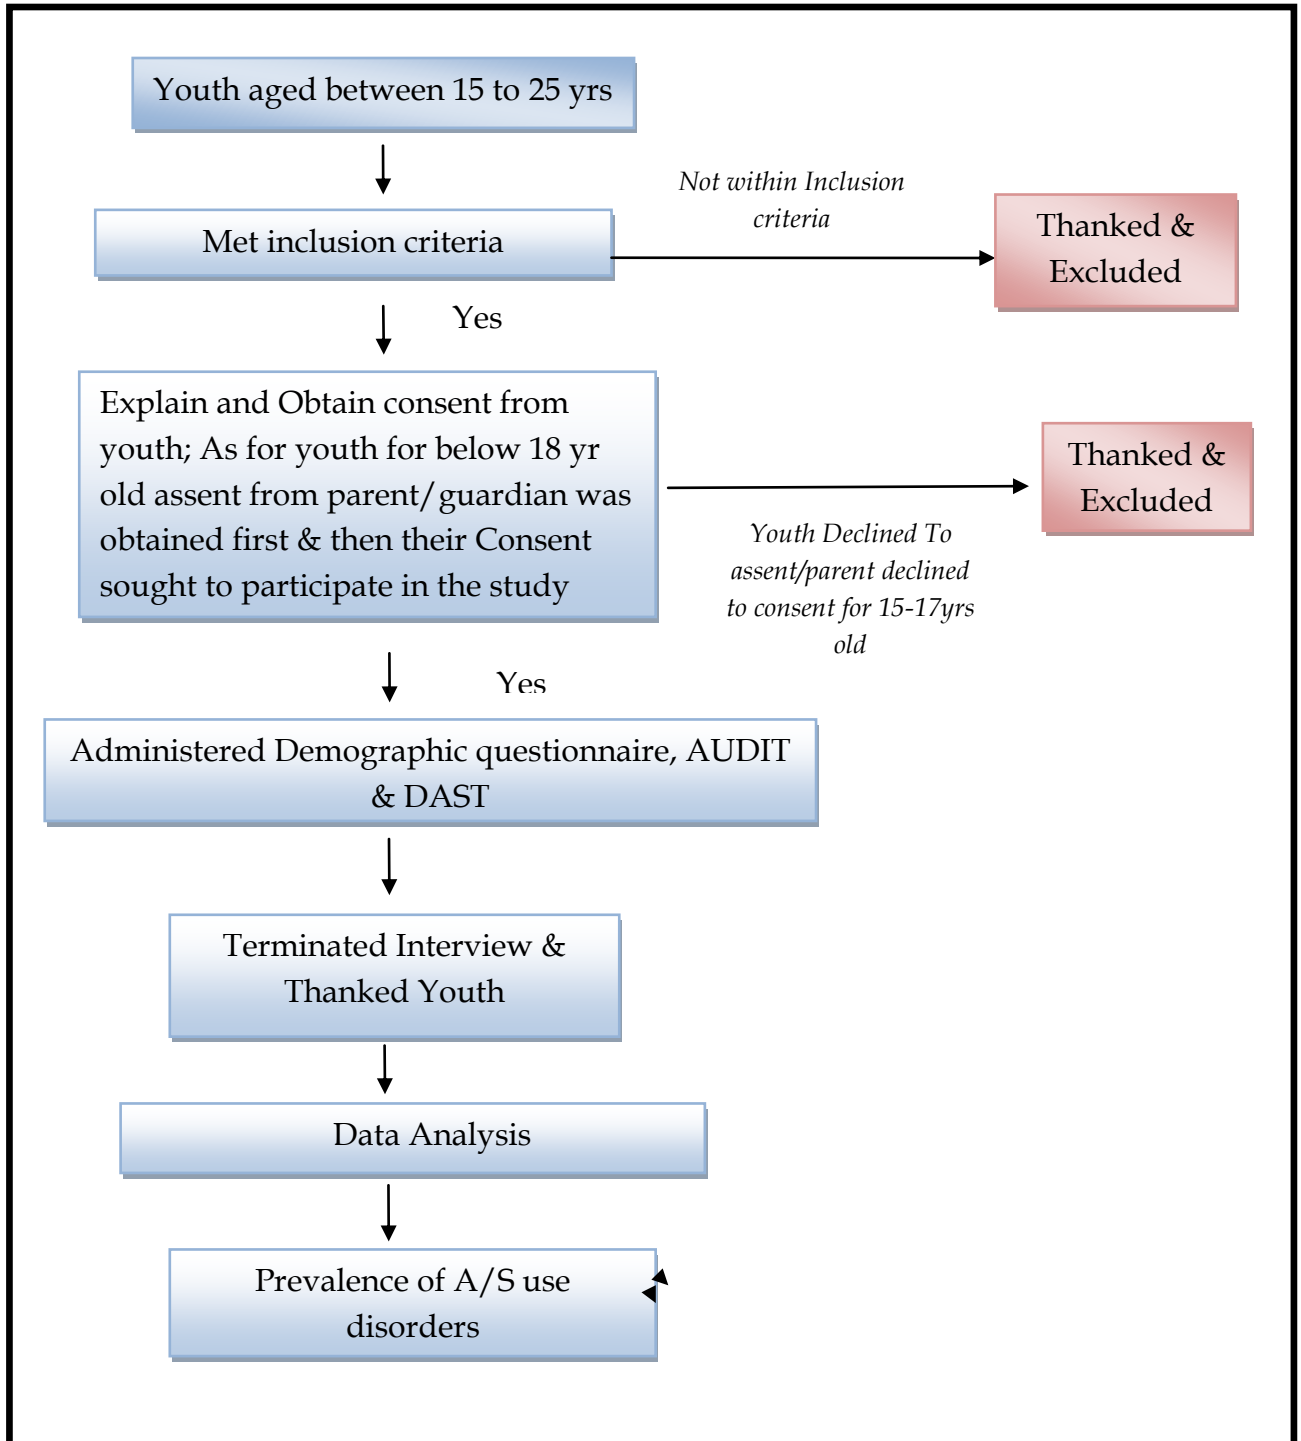 Youth aged between 15 to 25 yrs
Not within Inclusion
criteria
Met inclusion criteria
Thanked &
Excluded
Yes
Explain and Obtain consent from
youth; As for youth for below 18 yr
old assent from parent/guardian was
obtained first & then their Consent
sought to participate in the study
Thanked &
Excluded
Youth Declined To
assent/parent declined
to consent for 15-17yrs
old
Yes
Administered Demographic questionnaire, AUDIT
& DAST
Terminated Interview &
Thanked Youth
Data Analysis
Prevalence of A/S use
disorders